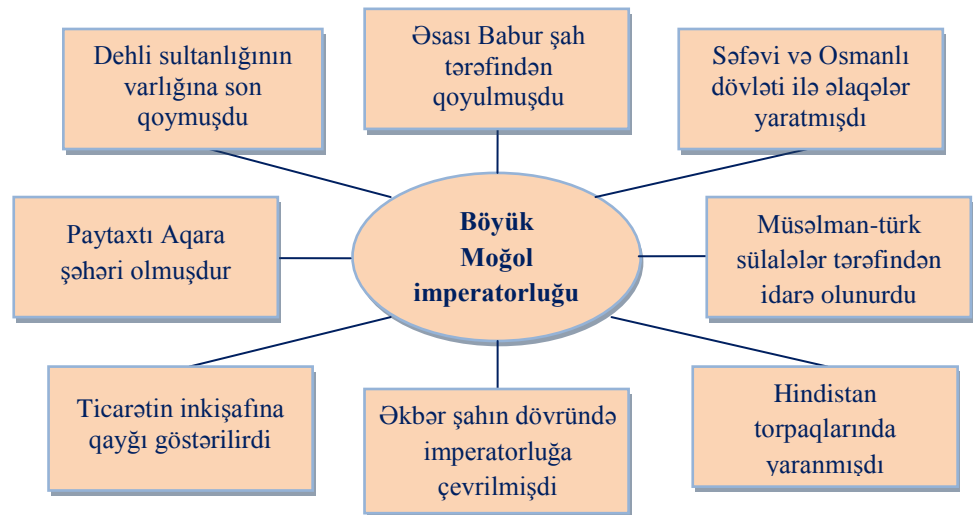 Dehli sultanlığının
varlığına son
qoymuşdu
Əsası Babur şah
tərəfindən
qoyulmuşdu
Səfəvi və Osmanlı
dövləti ilə əlaqələr
yaratmışdı
Paytaxtı Aqara
şəhəri olmuşdur
Böyük
Moğol
imperatorluğu
Müsəlman-türk
sülalələr tərəfindən
idarə olunurdu
Ticarətin inkişafına
qayğı göstərilirdi
Əkbər şahın dövründə
imperatorluğa
çevrilmişdi
Hindistan
torpaqlarında
yaranmışdı